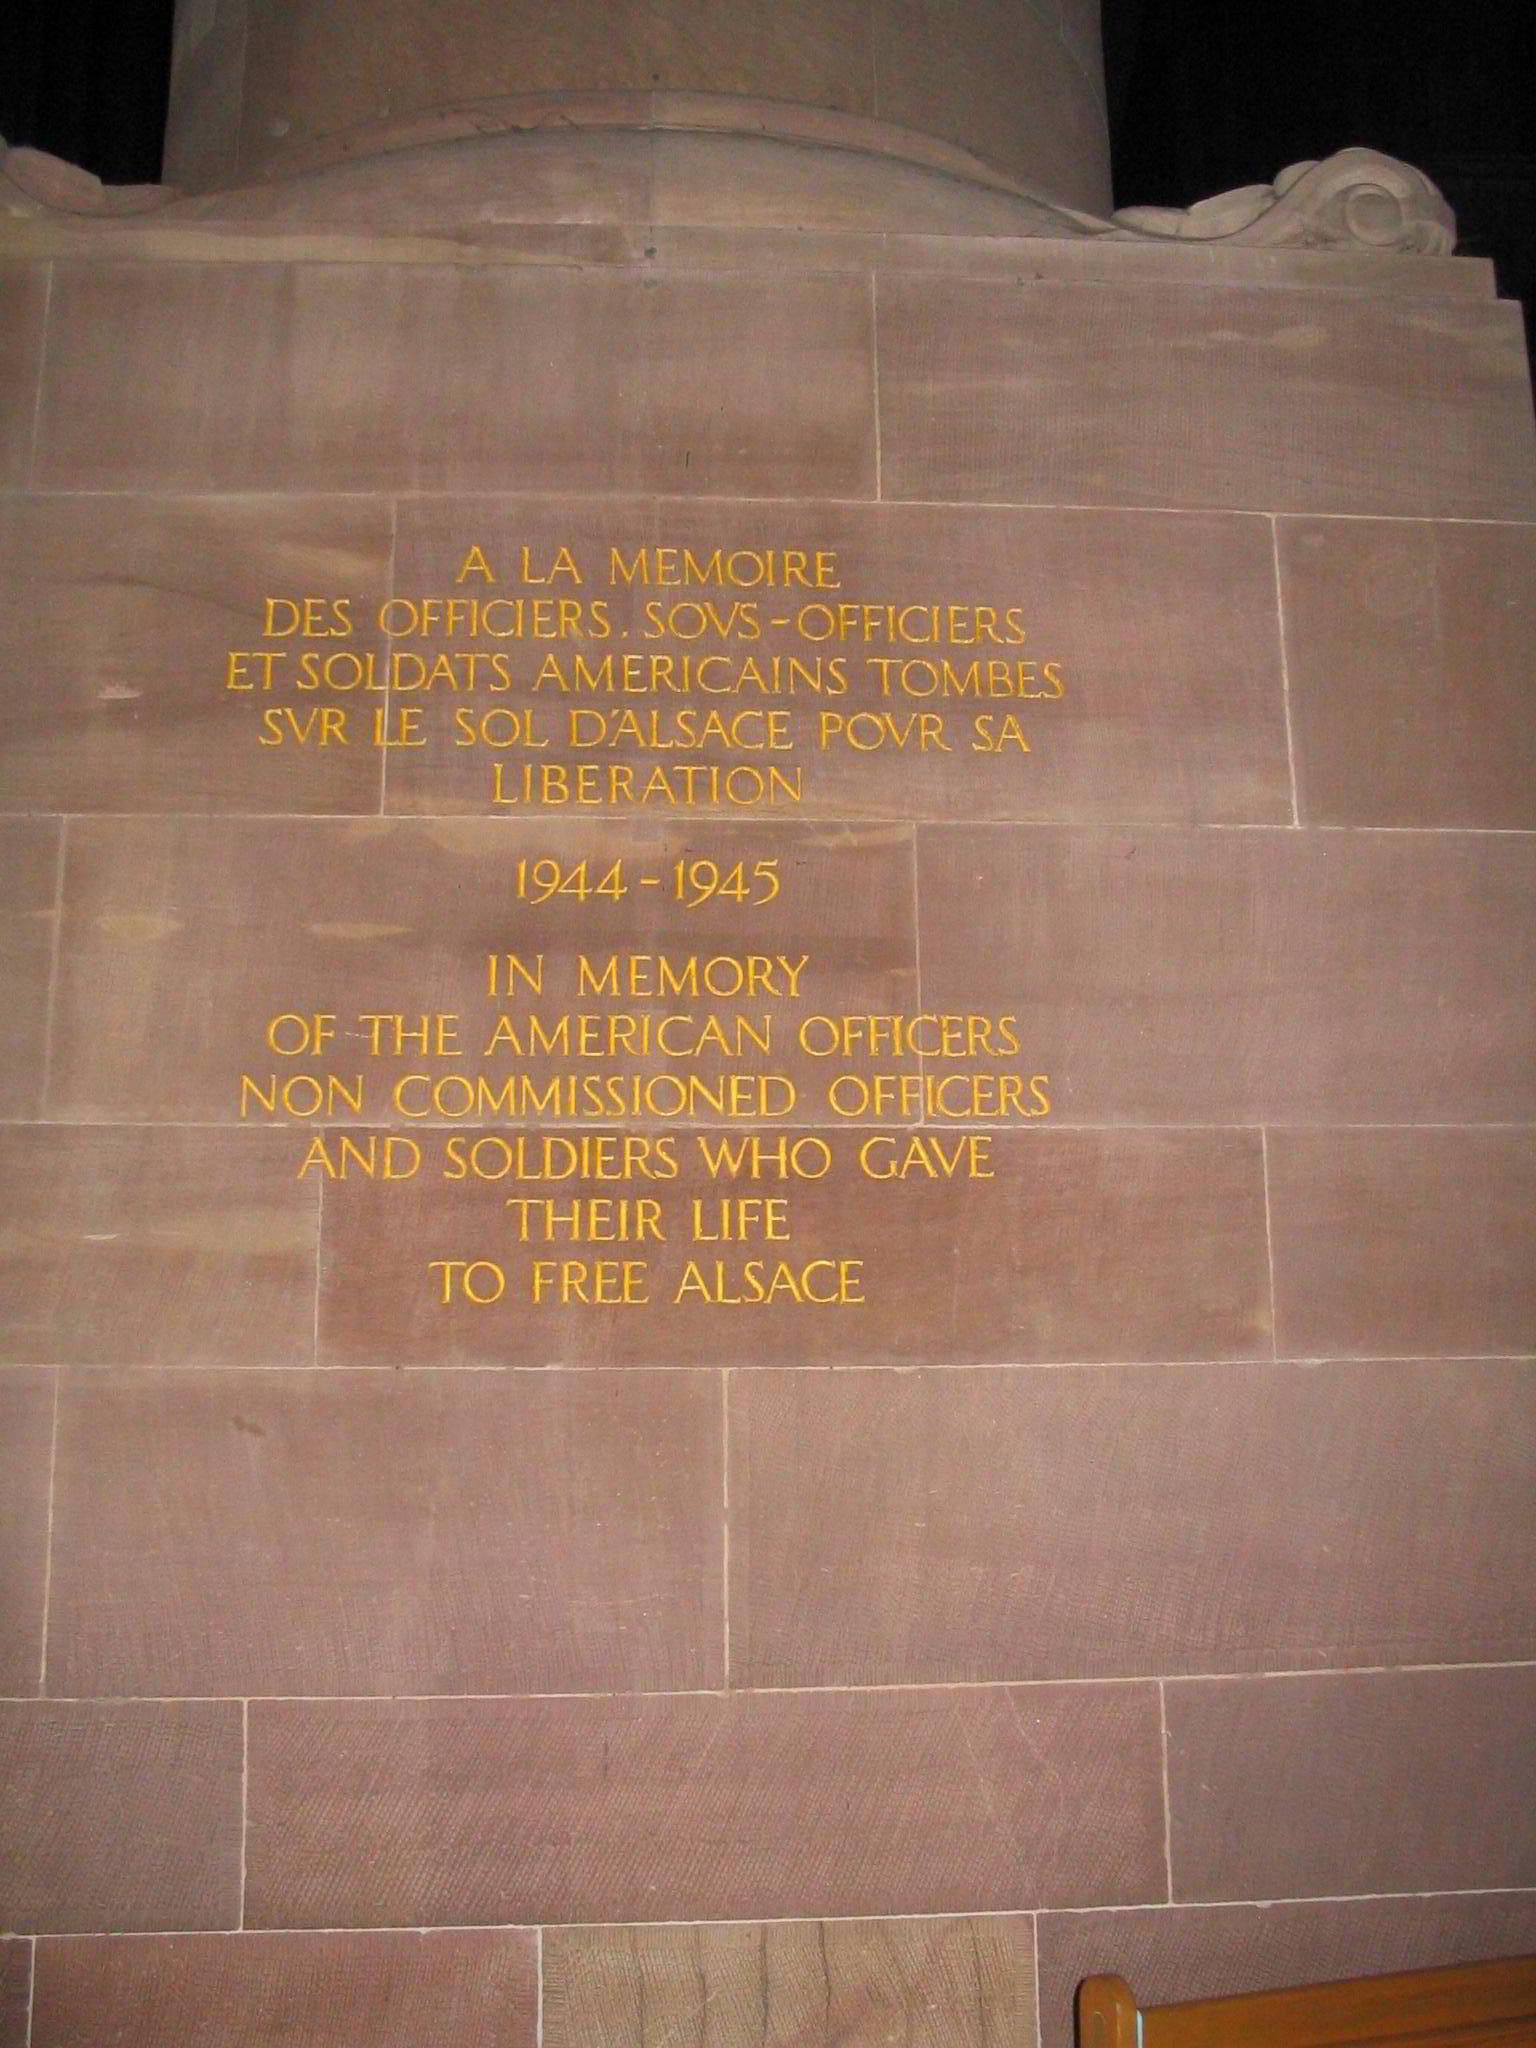 A LA MEMOIRE
DES OFFICIERS, SOVS-OFFICIERS
ET SOLDATS AMERICAINS TOMBES
SVR LE SOL D'ALSACE POVR SA
LIBERATION
1944-1945
IN MEMORY
OF THE AMERICAN OFFICERS
NON COMMISSIONED OFFICERS
AND SOLDIERS WHO GAVE
THEIR LIFE
TO FREE ALSACE